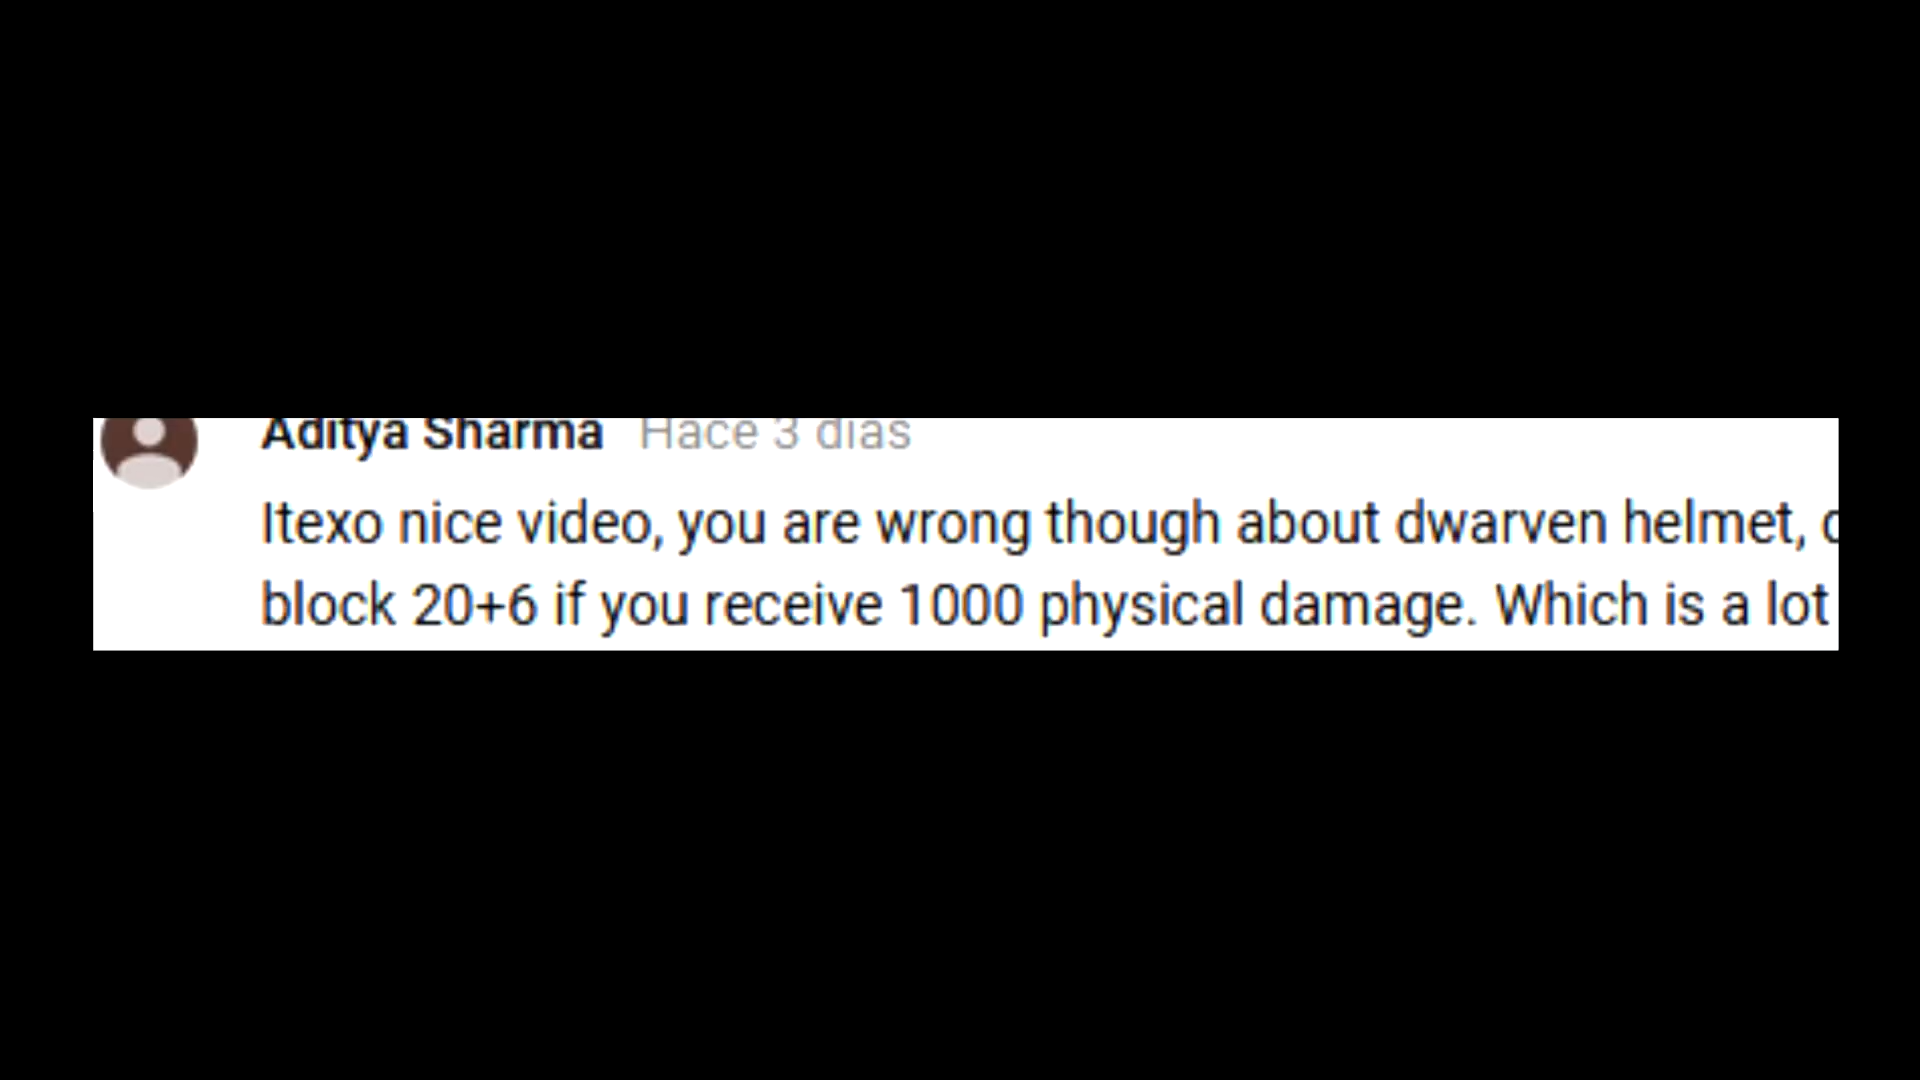 Aditya Sharma Hace 3 días
Itexo nice video, you are wrong though about dwarven helmet,
block 20+6 if you receive 1000 physical damage. Which is a lot